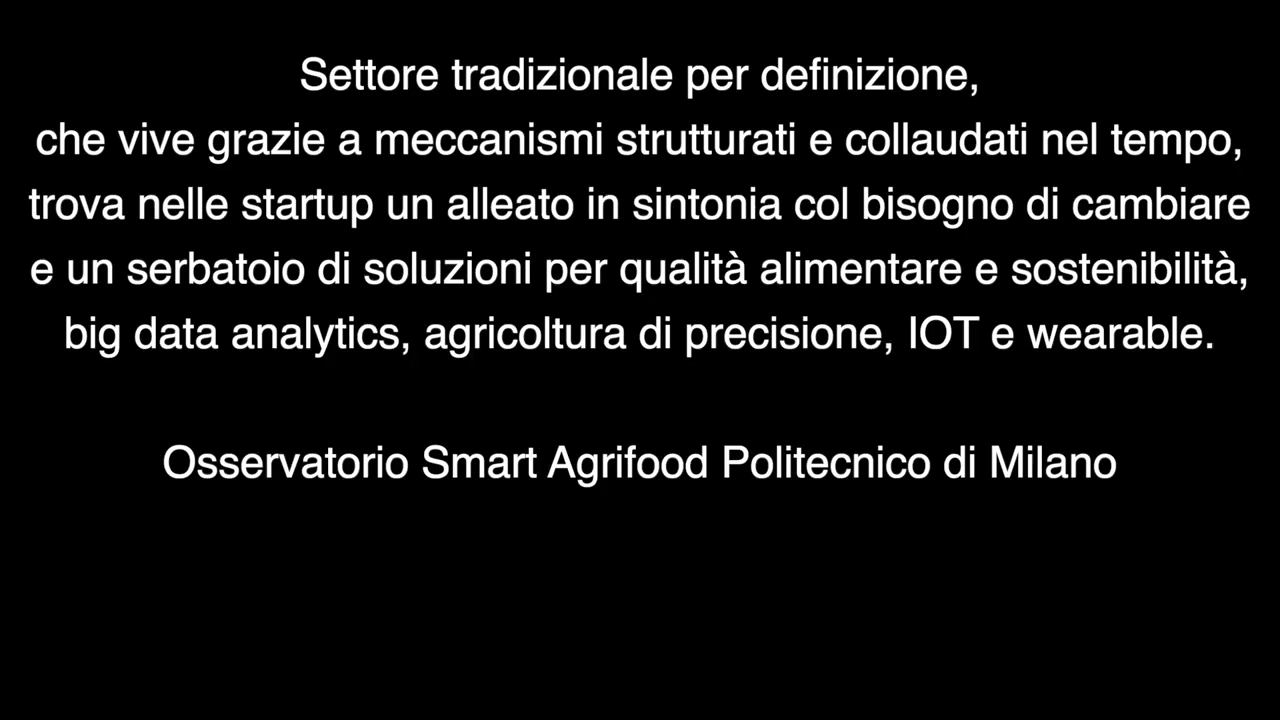 Settore tradizionale per definizione,
che vive grazie a meccanismi strutturati e collaudati nel tempo,
trova nelle startup un alleato in sintonia col bisogno di cambiare
e un serbatoio di soluzioni per qualità alimentare e sostenibilità,
big data analytics, agricoltura di precisione, IOT e wearable.
Osservatorio Smart Agrifood Politecnico di Milano